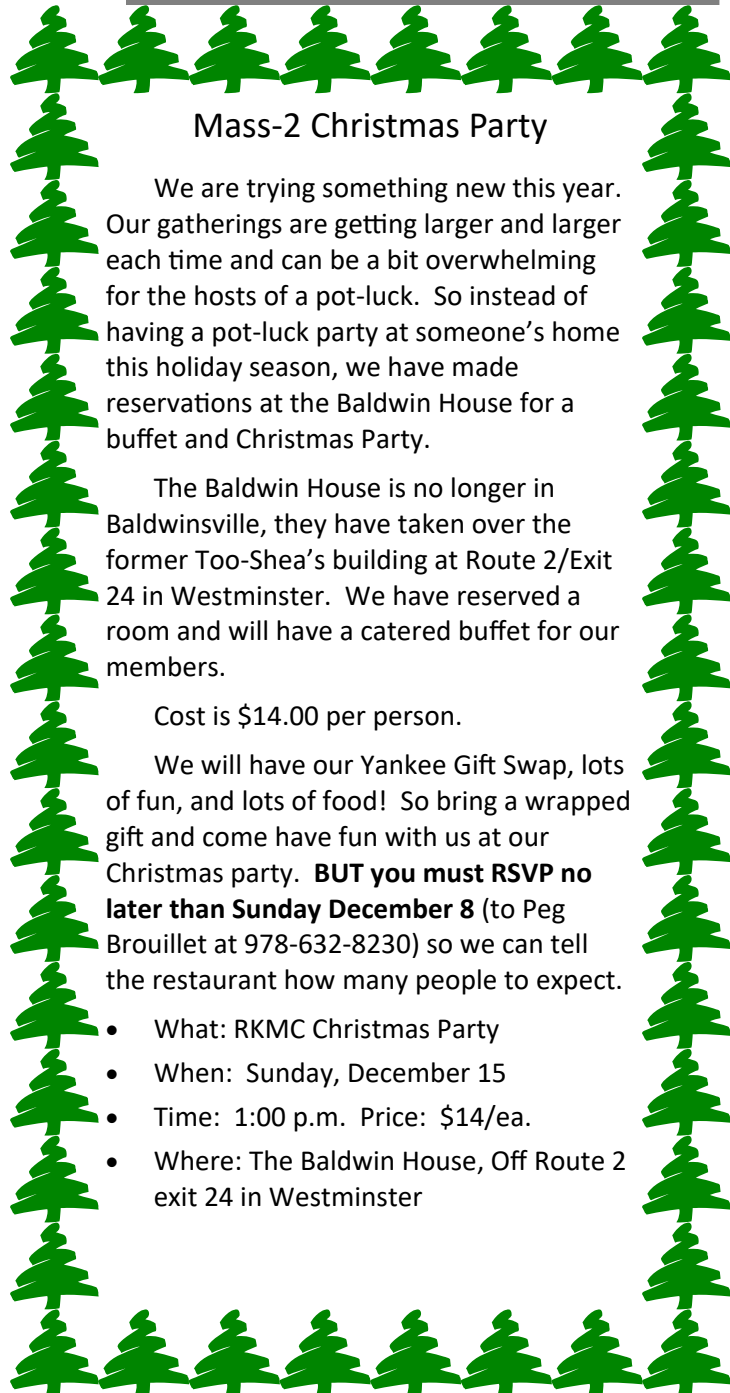 Mass-2 Christmas Party
We are trying something new this year.
Our gatherings are getting larger and larger
each time and can be a bit overwhelming
for the hosts of a pot-luck.  So instead of
having a pot-luck party at someone’s home
this holiday season, we have made
reservations at the Baldwin House for a
buffet and Christmas Party.
The Baldwin House is no longer in
Baldwinsville, they have taken over the
former Too-Shea’s building at Route 2/Exit
24 in Westminster.  We have reserved a
room and will have a catered buffet for our
members.
Cost is $14.00 per person.
We will have our Yankee Gift Swap, lots
of fun, and lots of food!  So bring a wrapped
gift and come have fun with us at our
Christmas party.  BUT you must RSVP no
later than Sunday December 8 (to Peg
Brouillet at 978-632-8230) so we can tell
the restaurant how many people to expect.
• What: RKMC Christmas Party
• When:  Sunday, December 15
• Time:  1:00 p.m.  Price:  $14/ea.
• Where: The Baldwin House, Off Route 2
exit 24 in Westminster